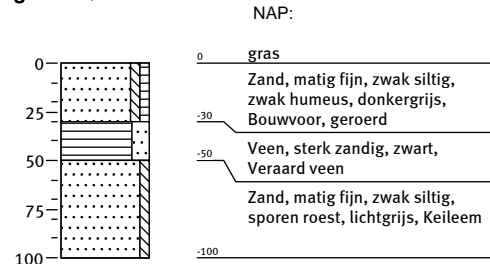 NAP:
0
25
50
75
100
0
gras
Zand, matig fijn, zwak siltig,
zwak humeus, donkergrijs,
Bouwvoor, geroerd
-30
Veen, sterk zandig, zwart,
Veraard veen
-50
Zand, matig fijn, zwak siltig,
sporen roest, lichtgrijs, Keileem
-100